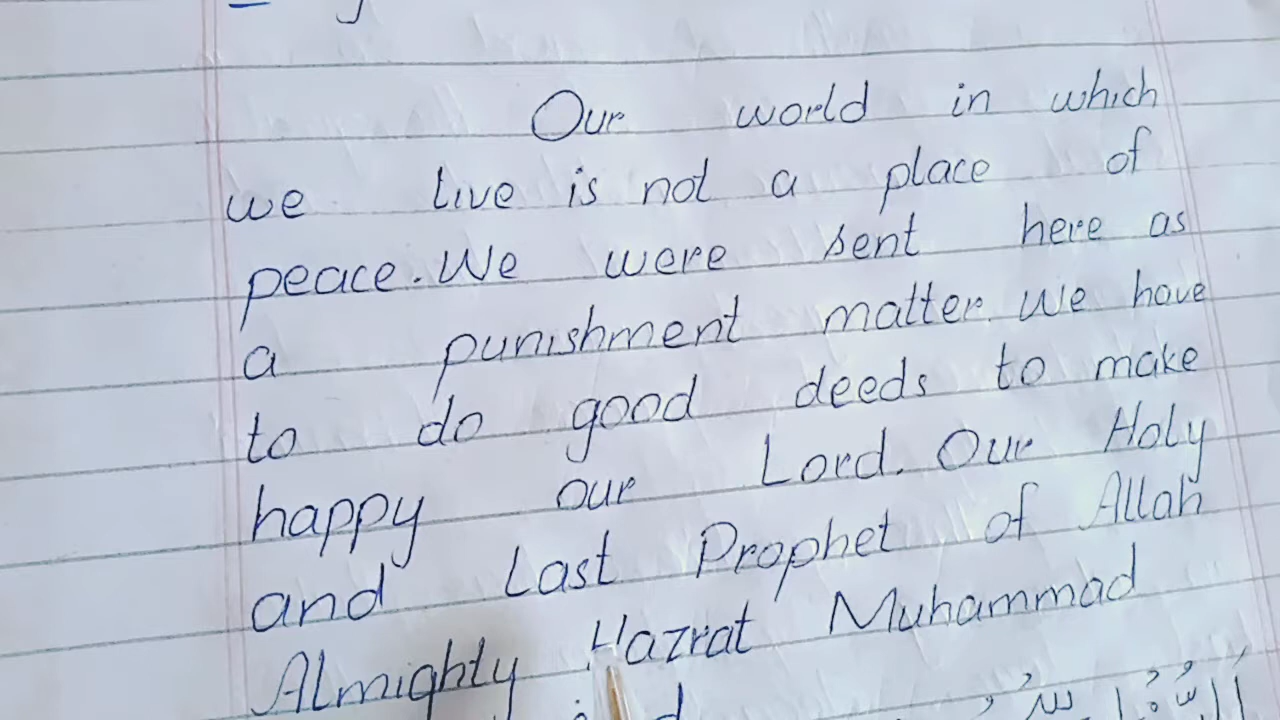 Our world in which
we live is not a place of
peace. We were sent here as
a punishment matter. We have
to do good deeds to make
happy our Lord. Our Holy
and Last Prophet of Allah
Almighty Hazrat Muhammad